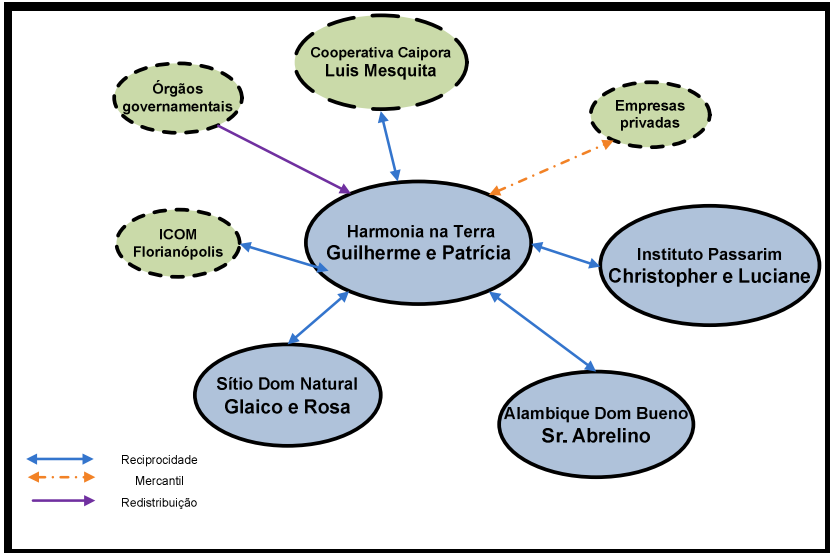 Cooperativa Caipora
Luis Mesquita
Órgãos
governamentais
Empresas
privadas
ICOM
Florianópolis
Harmonia na Terra
Guilherme e Patrícia
Instituto Passarim
Christopher e Luciane
Sítio Dom Natural
Glaico e Rosa
Alambique Dom Bueno
Sr. Abrelino
Reciprocidade
Mercantil
Redistribuição